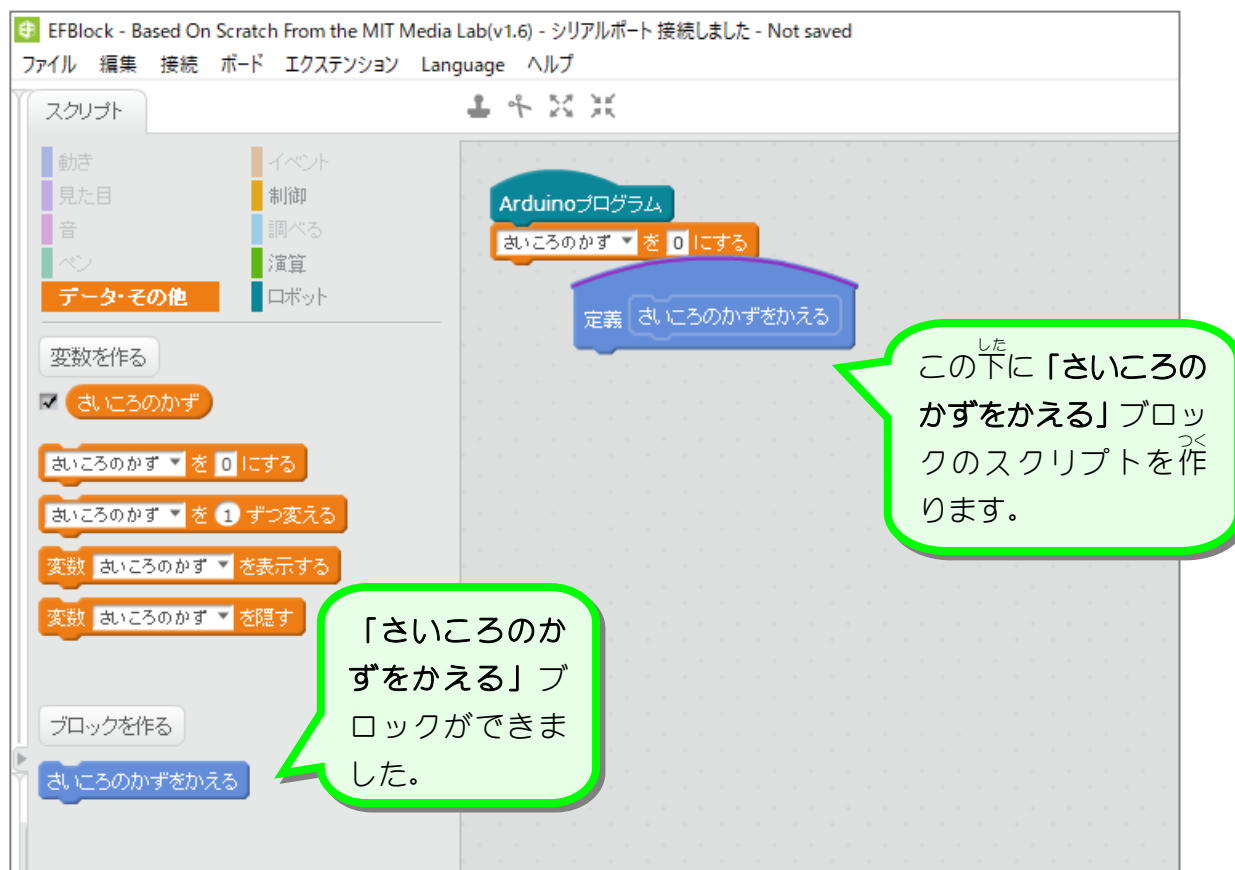 EFBlock - Based On Scratch From the MIT Media Lab(v1.6) - シリアルポート 接続しました - Not saved
ファイル 編集 接続 ボード エクステンション Language ヘルプ
スクリプト
動き イベント
見た目 制御
音 調べる
ペン 演算
データ・その他 ロボット
変数を作る
さいころのかず
さいころのかず を 0 にする
さいころのかず を 1 ずつ変える
変数 さいころのかず を表示する
変数 さいころのかず を隠す
ブロックを作る
さいころのかずをかえる
「さいころのか
ずをかえる」ブ
ロックができま
した。
Arduinoプログラム
さいころのかず を 0 にする
定義 さいころのかずをかえる
した
この下に「さいころの
かずをかえる」ブロッ
つく
クのスクリプトを作
ります。